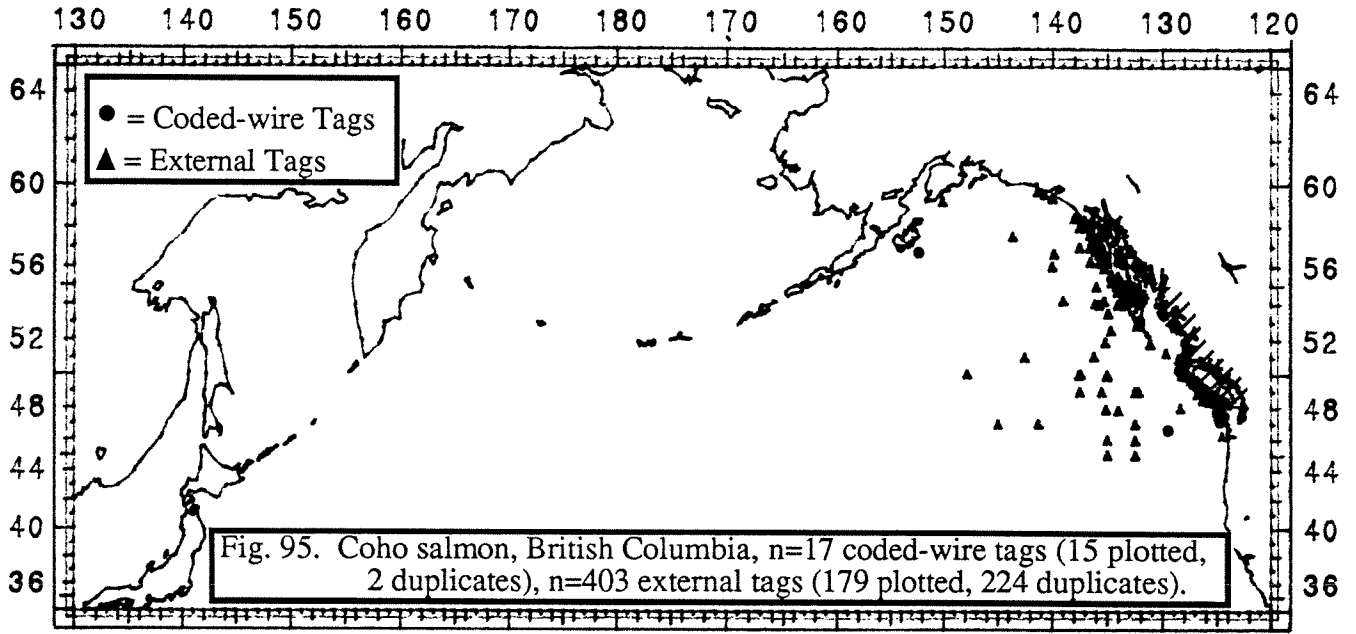 130 140 150 160 170 180 170 160 150 140 130 120
64 64
● = Coded-wire Tags
▲ = External Tags
60 60
56 56
52 52
48 48
44 44
40 40
Fig. 95. Coho salmon, British Columbia, n=17 coded-wire tags (15 plotted,
2 duplicates), n=403 external tags (179 plotted, 224 duplicates).
36 36